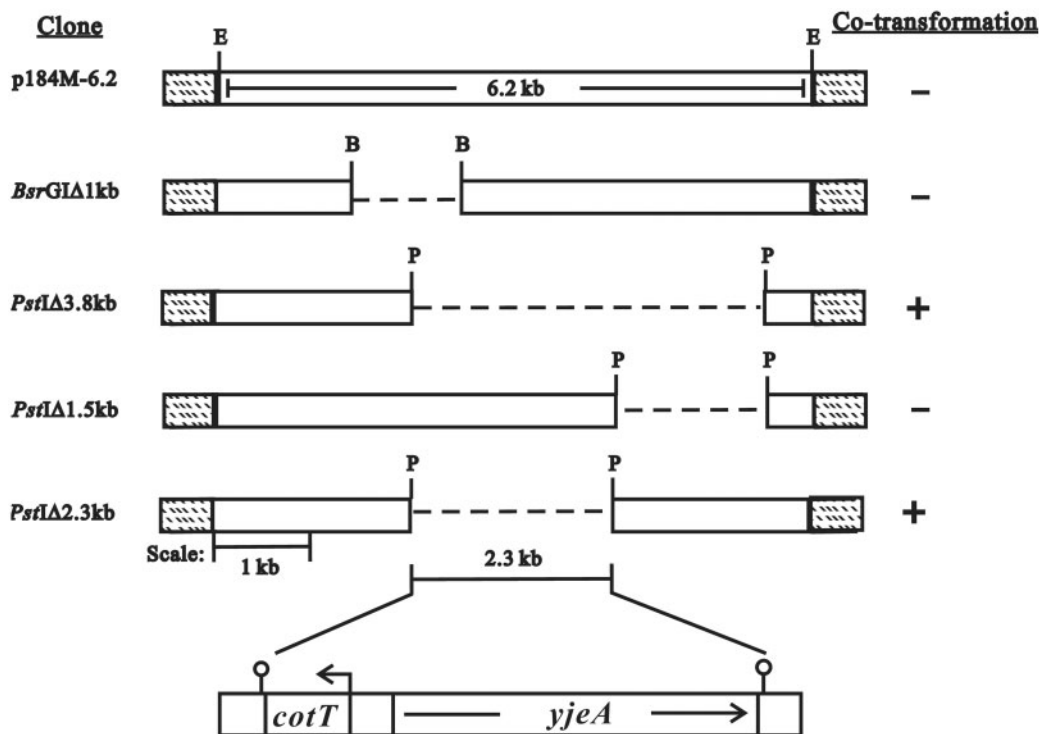 Clone
Co-transformation
E E
p184M-6.2
6.2 kb
–
B B
BsrGIΔ1kb
–
P P
PstIΔ3.8kb
+
P P
PstIΔ1.5kb
–
P P
PstIΔ2.3kb
+
Scale:
1 kb
2.3 kb
cotT
yjeA